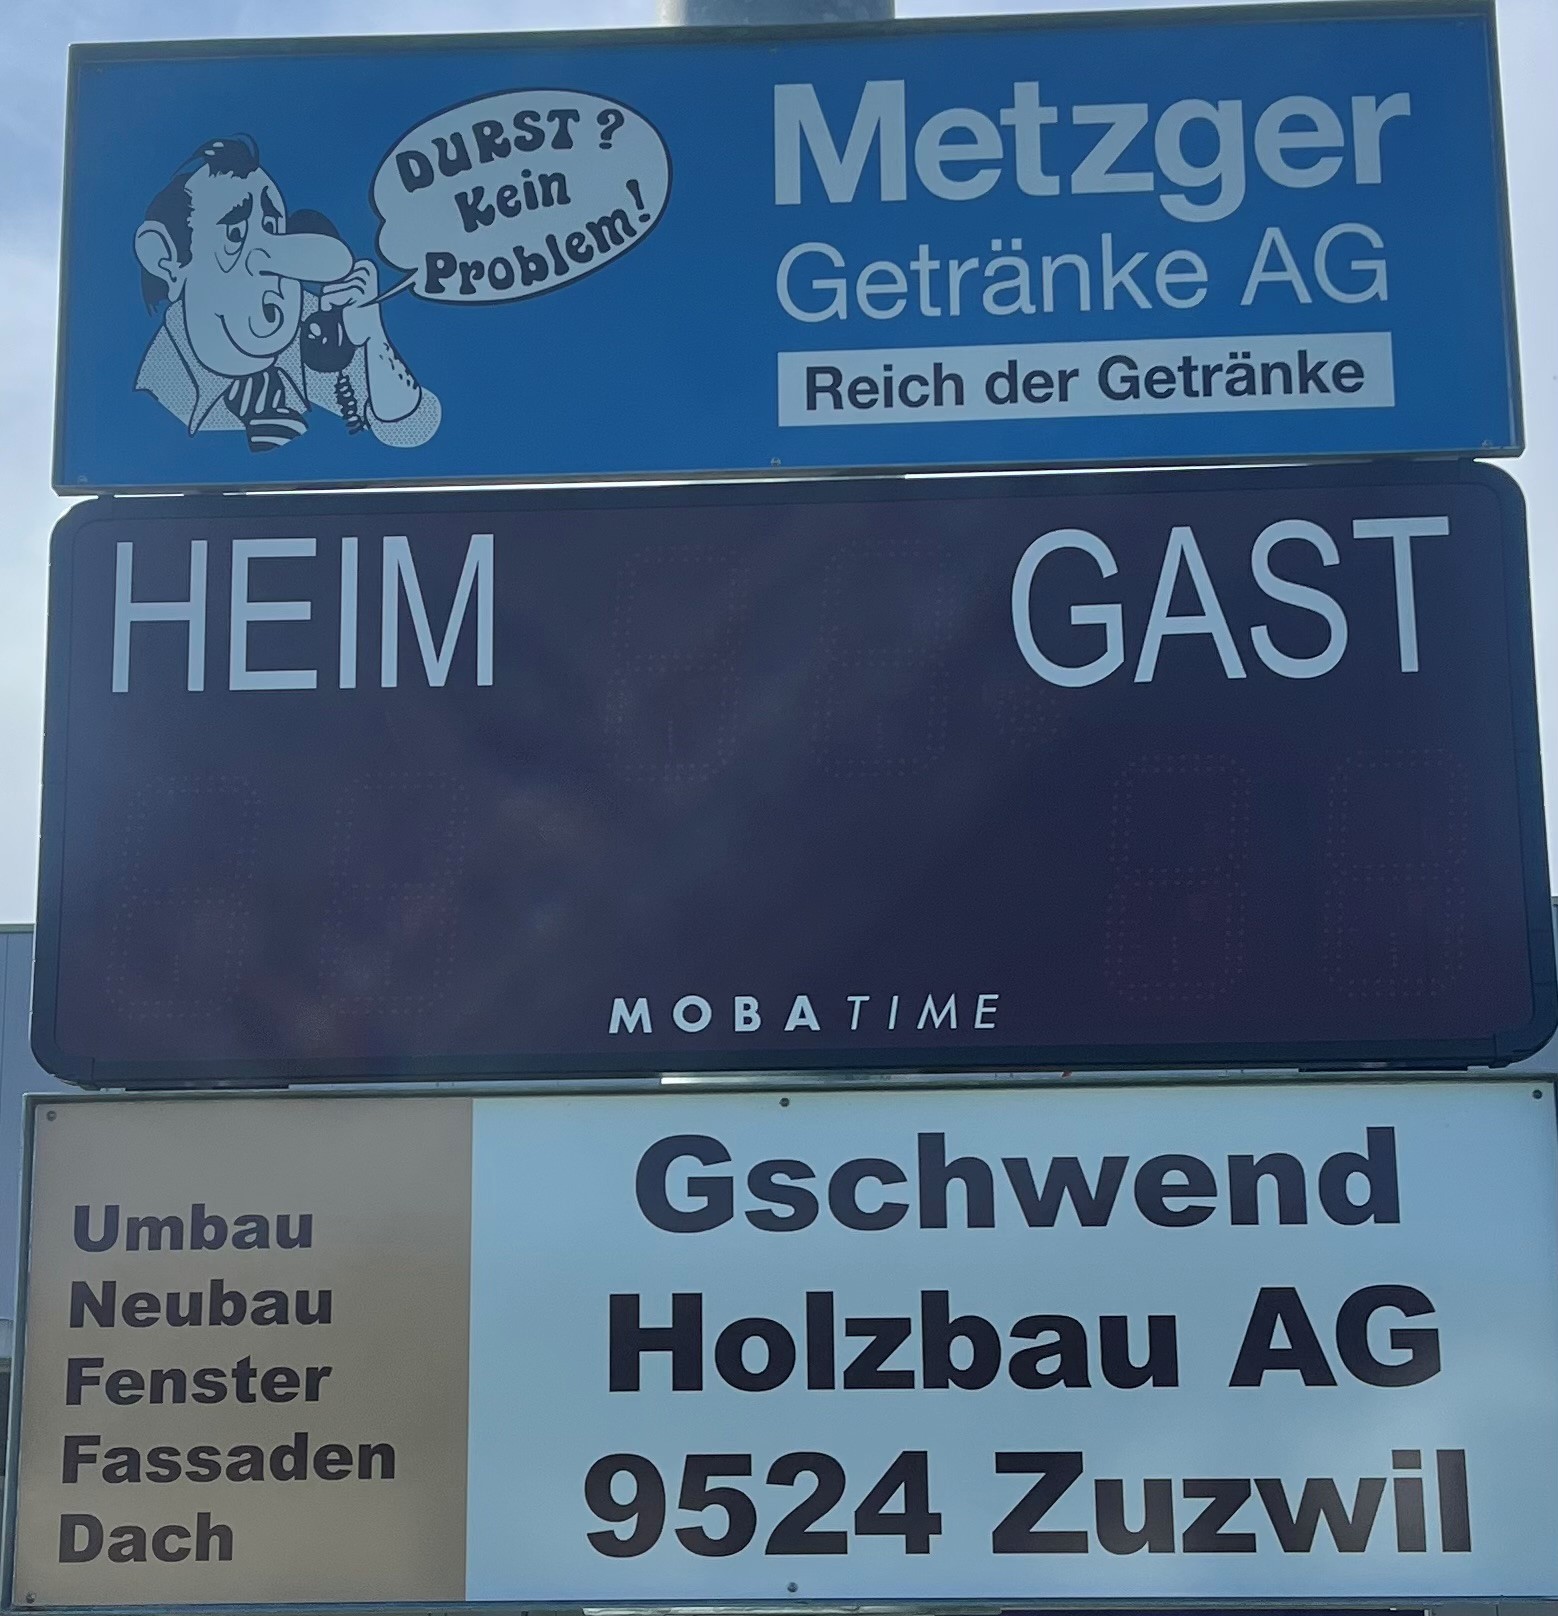 DURST?
Kein
Problem!
Metzger
Getränke AG
Reich der Getränke
HEIM
GAST
MOBATIME
Umbau
Neubau
Fenster
Fassaden
Dach
Gschwend
Holzbau AG
9524 Zuzwil